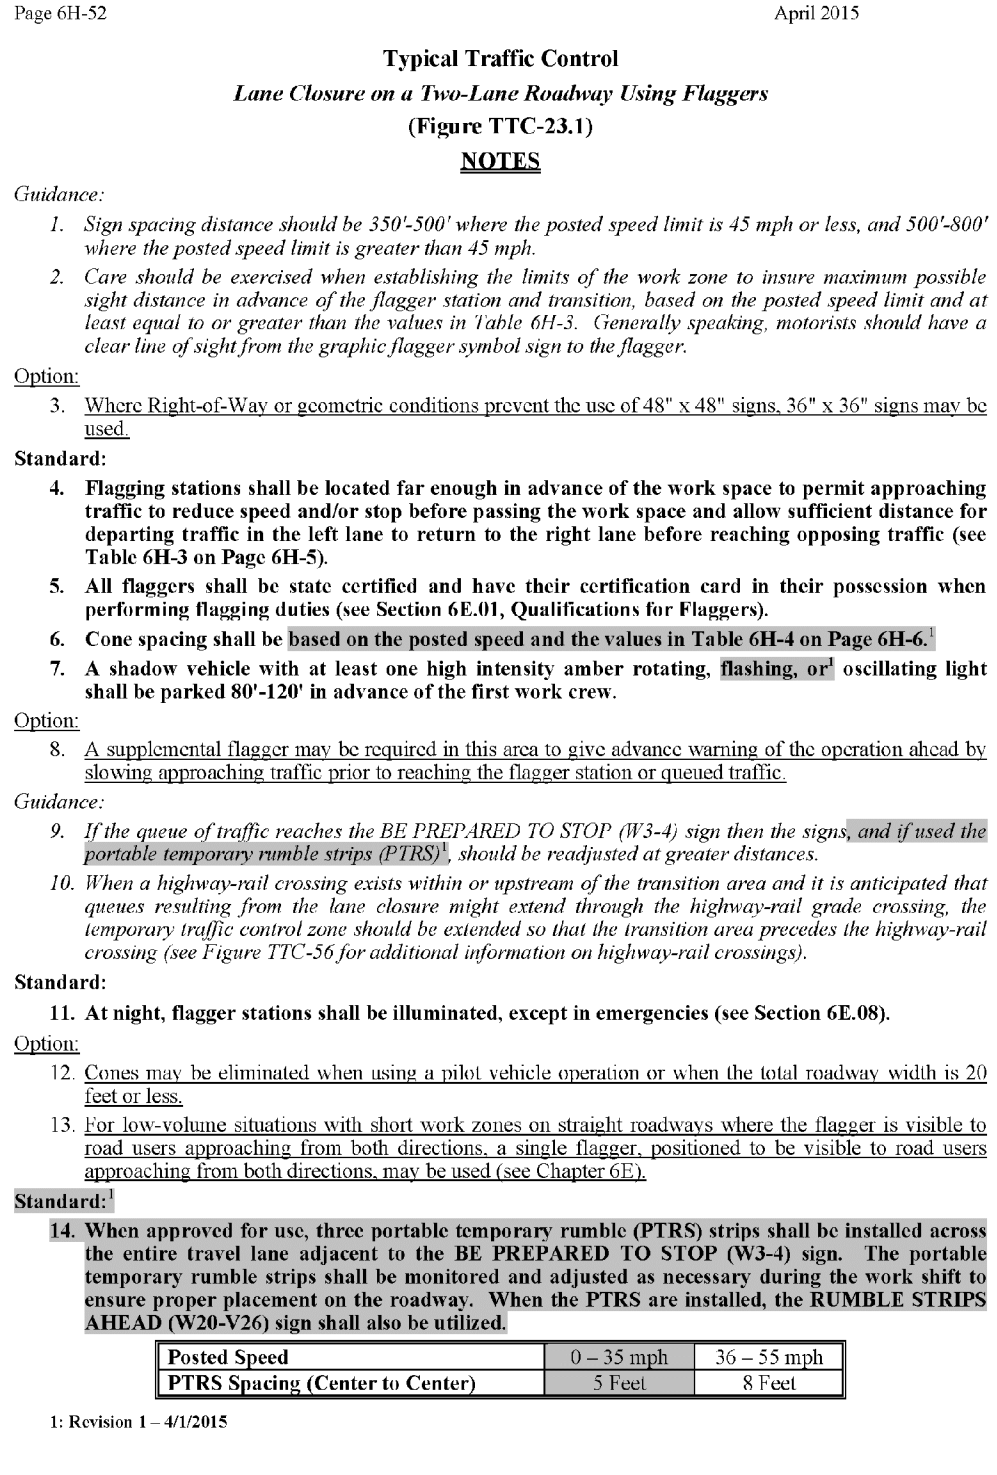 Page 6H-52 April 2015
Typical Traffic Control
Lane Closure on a Two-Lane Roadway Using Flaggers
(Figure TTC-23.1)
NOTES
Guidance:
1. Sign spacing distance should be 350'-500' where the posted speed limit is 45 mph or less, and 500'-800'
where the posted speed limit is greater than 45 mph.
2. Care should be exercised when establishing the limits of the work zone to insure maximum possible
sight distance in advance of the flagger station and transition, based on the posted speed limit and at
least equal to or greater than the values in Table 6H-3. Generally speaking, motorists should have a
clear line of sight from the graphic flagger symbol sign to the flagger.
Option:
3. Where Right-of-Way or geometric conditions prevent the use of 48" x 48" signs, 36" x 36" signs may be
used.
Standard:
4. Flagging stations shall be located far enough in advance of the work space to permit approaching
traffic to reduce speed and/or stop before passing the work space and allow sufficient distance for
departing traffic in the left lane to return to the right lane before reaching opposing traffic (see
Table 6H-3 on Page 6H-5).
5. All flaggers shall be state certified and have their certification card in their possession when
performing flagging duties (see Section 6E.01, Qualifications for Flaggers).
6. Cone spacing shall be based on the posted speed and the values in Table 6H-4 on Page 6H-6.1
7. A shadow vehicle with at least one high intensity amber rotating, flashing, or1 oscillating light
shall be parked 80'-120' in advance of the first work crew.
Option:
8. A supplemental flagger may be required in this area to give advance warning of the operation ahead by
slowing approaching traffic prior to reaching the flagger station or queued traffic.
Guidance:
9. If the queue of traffic reaches the BE PREPARED TO STOP (W3-4) sign then the signs, and if used the
portable temporary rumble strips (PTRS)1, should be readjusted at greater distances.
10. When a highway-rail crossing exists within or upstream of the transition area and it is anticipated that
queues resulting from the lane closure might extend through the highway-rail grade crossing, the
temporary traffic control zone should be extended so that the transition area precedes the highway-rail
crossing (see Figure TTC-56 for additional information on highway-rail crossings).
Standard:
11. At night, flagger stations shall be illuminated, except in emergencies (see Section 6E.08).
Option:
12. Cones may be eliminated when using a pilot vehicle operation or when the total roadway width is 20
feet or less.
13. For low-volume situations with short work zones on straight roadways where the flagger is visible to
road users approaching from both directions, a single flagger, positioned to be visible to road users
approaching from both directions, may be used (see Chapter 6E).
Standard:1
14. When approved for use, three portable temporary rumble (PTRS) strips shall be installed across
the entire travel lane adjacent to the BE PREPARED TO STOP (W3-4) sign. The portable
temporary rumble strips shall be monitored and adjusted as necessary during the work shift to
ensure proper placement on the roadway. When the PTRS are installed, the RUMBLE STRIPS
AHEAD (W20-V26) sign shall also be utilized.
Posted Speed 0 – 35 mph 36 – 55 mph
PTRS Spacing (Center to Center) 5 Feet 8 Feet
1: Revision 1 – 4/1/2015